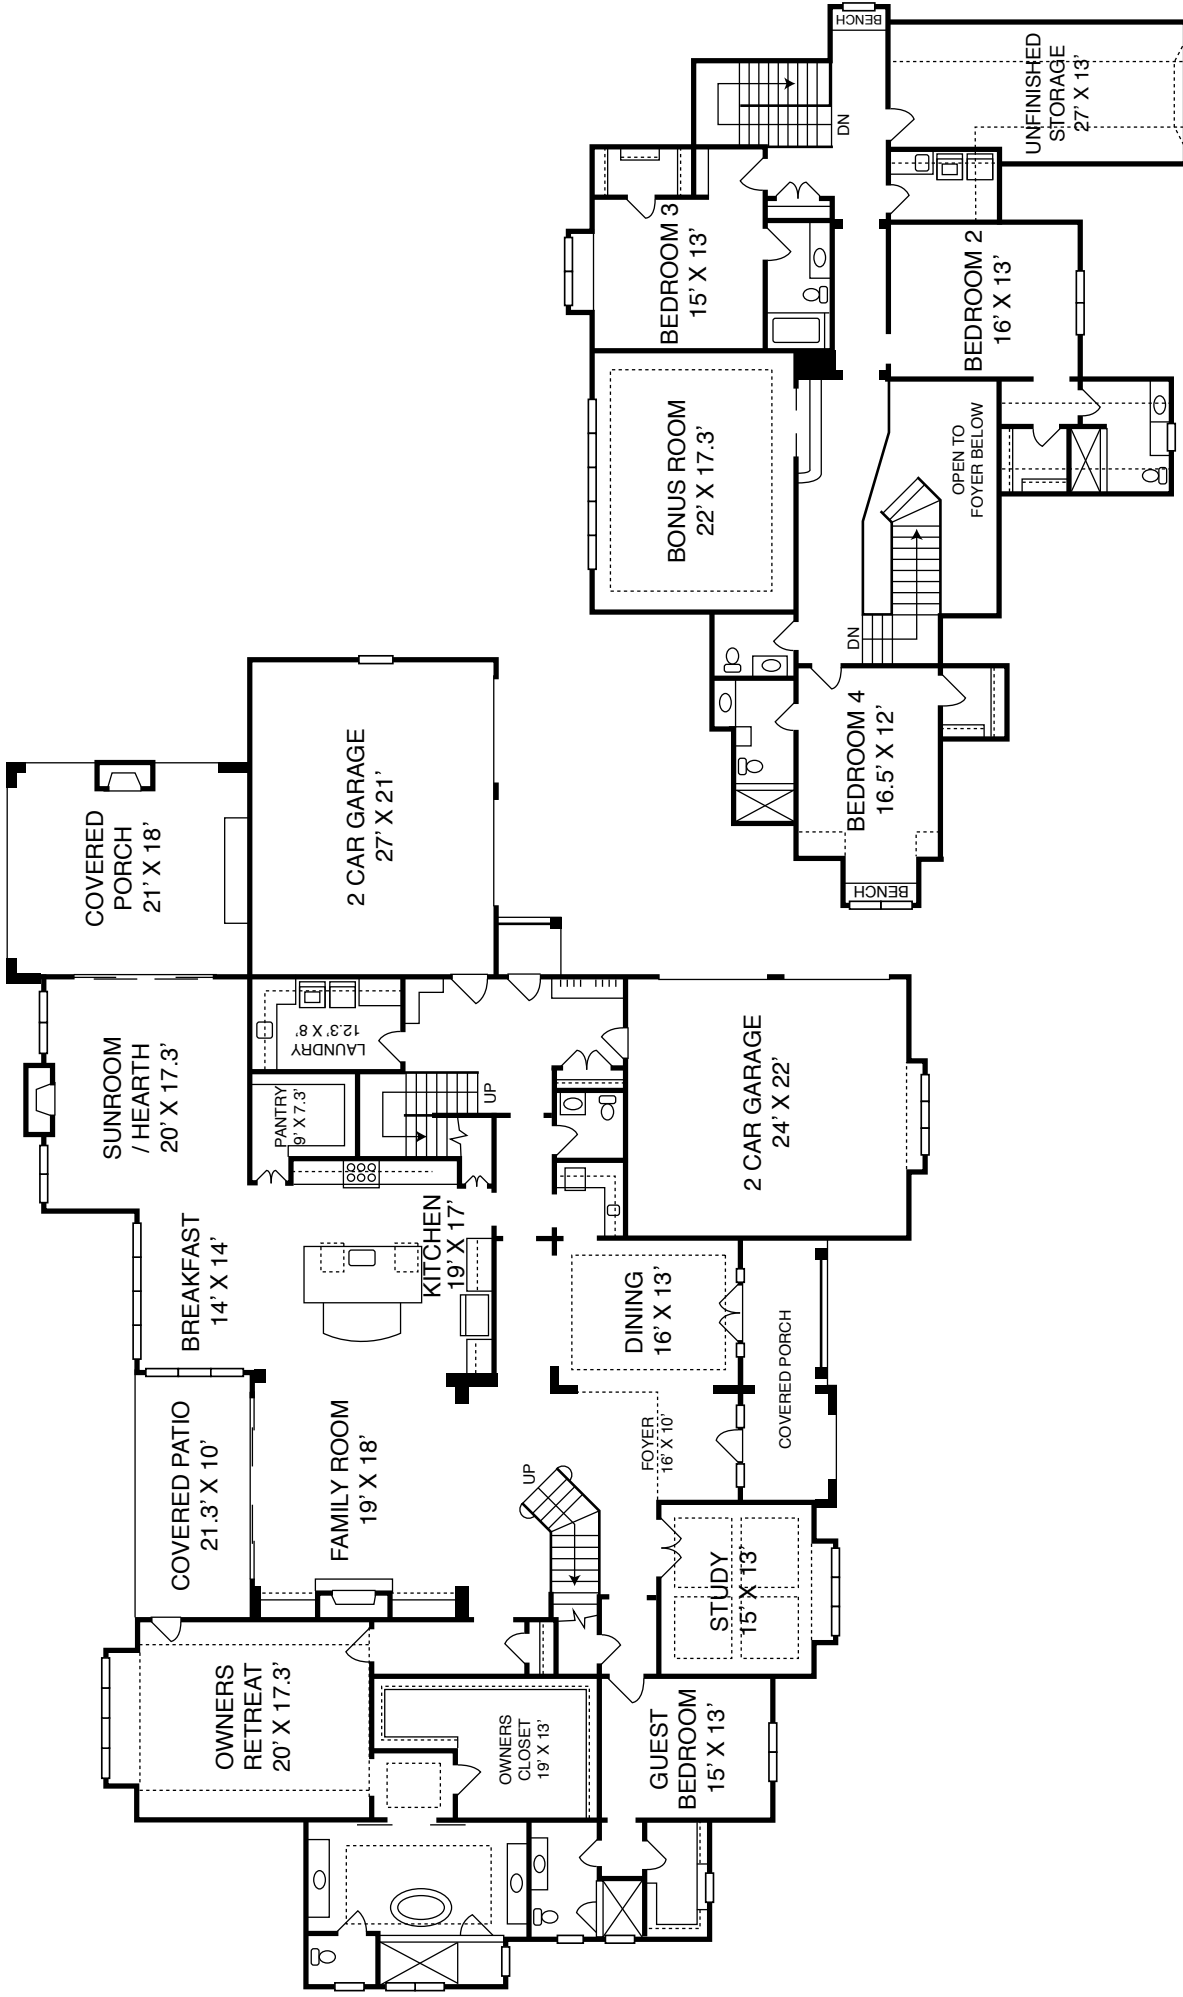 BENCH
UNFINISHED
STORAGE
27' X 13'
DN
BEDROOM 3
15' X 13'
BEDROOM 2
16' X 13'
BONUS ROOM
22' X 17.3'
OPEN TO
FOYER BELOW
DN
BEDROOM 4
16.5' X 12'
BENCH
COVERED
PORCH
21' X 18'
2 CAR GARAGE
27' X 21'
SUNROOM
/ HEARTH
20' X 17.3'
LAUNDRY
12.3' X 8'
PANTRY
9' X 7.3'
UP
2 CAR GARAGE
24' X 22'
BREAKFAST
14' X 14'
KITCHEN
19' X 17'
DINING
16' X 13'
COVERED PORCH
COVERED PATIO
21.3' X 10'
FAMILY ROOM
19' X 18'
UP
FOYER
16' X 10'
STUDY
15' X 13'
OWNERS
RETREAT
20' X 17.3'
OWNERS
CLOSET
19' X 13'
GUEST
BEDROOM
15' X 13'